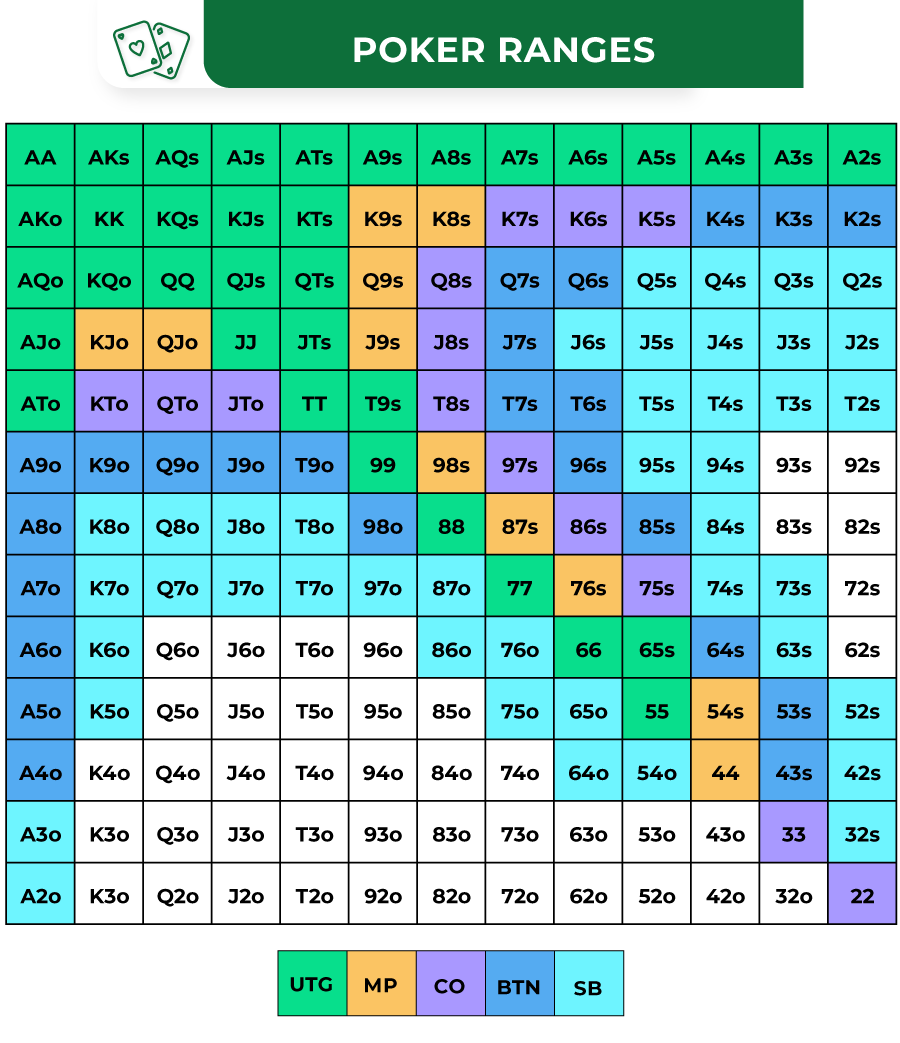 POKER RANGES
AA AKs AQs AJs ATs A9s A8s A7s A6s A5s A4s A3s A2s
AKo KK KQs KJs KTs K9s K8s K7s K6s K5s K4s K3s K2s
AQo KQo QQ QJs QTs Q9s Q8s Q7s Q6s Q5s Q4s Q3s Q2s
AJo KJo QJo JJ JTs J9s J8s J7s J6s J5s J4s J3s J2s
ATo KTo QTo JTo TT T9s T8s T7s T6s T5s T4s T3s T2s
A9o K9o Q9o J9o T9o 99 98s 97s 96s 95s 94s 93s 92s
A8o K8o Q8o J8o T8o 98o 88 87s 86s 85s 84s 83s 82s
A7o K7o Q7o J7o T7o 97o 87o 77 76s 75s 74s 73s 72s
A6o K6o Q6o J6o T6o 96o 86o 76o 66 65s 64s 63s 62s
A5o K5o Q5o J5o T5o 95o 85o 75o 65o 55 54s 53s 52s
A4o K4o Q4o J4o T4o 94o 84o 74o 64o 54o 44 43s 42s
A3o K3o Q3o J3o T3o 93o 83o 73o 63o 53o 43o 33 32s
A2o K3o Q2o J2o T2o 92o 82o 72o 62o 52o 42o 32o 22
UTG MP CO BTN SB